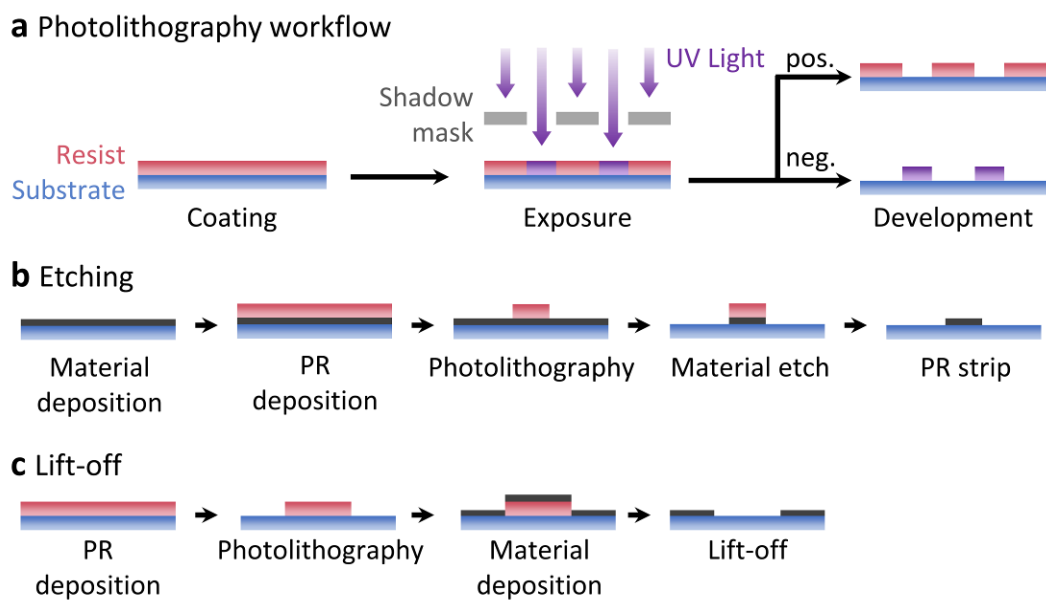 a Photolithography workflow
UV Light
pos.
Shadow
mask
Resist
neg.
Substrate
Coating
Exposure
Development
b Etching
Material
deposition
PR
deposition
Photolithography
Material etch
PR strip
c Lift-off
PR
deposition
Photolithography
Material
deposition
Lift-off